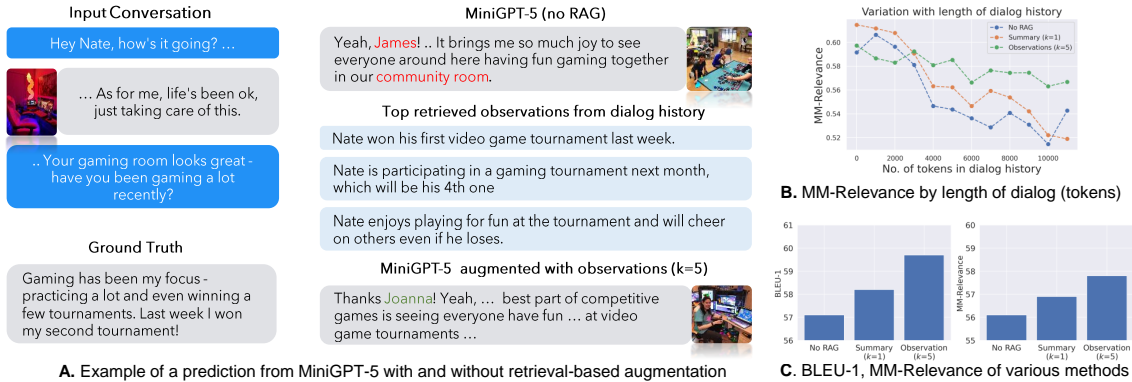 Input Conversation
Hey Nate, how's it going? ...
... As for me, life's been ok,
just taking care of this.
.. Your gaming room looks great -
have you been gaming a lot
recently?
Ground Truth
Gaming has been my focus -
practicing a lot and even winning a
few tournaments. Last week I won
my second tournament!
MiniGPT-5 (no RAG)
Yeah, James! .. It brings me so much joy to see
everyone around here having fun gaming together
in our community room.
Top retrieved observations from dialog history
Nate won his first video game tournament last week.
Nate is participating in a gaming tournament next month,
which will be his 4th one
Nate enjoys playing for fun at the tournament and will cheer
on others even if he loses.
MiniGPT-5 augmented with observations (k=5)
Thanks Joanna! Yeah, ... best part of competitive
games is seeing everyone have fun ... at video
game tournaments ...
A. Example of a prediction from MiniGPT-5 with and without retrieval-based augmentation
Variation with length of dialog history
No RAG
Summary (k=1)
Observations (k=5)
MM-Relevance
0.60
0.58
0.56
0.54
0.52
0 2000 4000 6000 8000 10000
No. of tokens in dialog history
B. MM-Relevance by length of dialog (tokens)
BLEU-1
61
60
59
58
57
56
No RAG Summary Observation
(k=1) (k=5)
MM-Relevance
60
59
58
57
56
55
No RAG Summary Observation
(k=1) (k=5)
C. BLEU-1, MM-Relevance of various methods